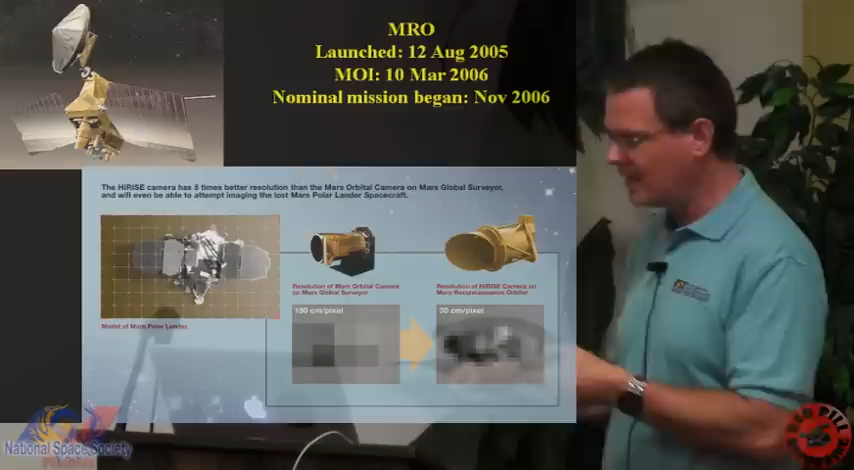 MRO
Launched: 12 Aug 2005
MOI: 10 Mar 2006
Nominal mission began: Nov 2006
The HiRISE camera has 5 times better resolution than the Mars Orbital Camera on Mars Global Surveyor,
and will even be able to attempt imaging the lost Mars Polar Lander Spacecraft.
Resolution of Mars Orbital Camera
on Mars Global Surveyor
Resolution of HiRISE Camera on
Mars Reconnaissance Orbiter
150 cm/pixel
30 cm/pixel
Model of Mars Polar Lander
National Space Society